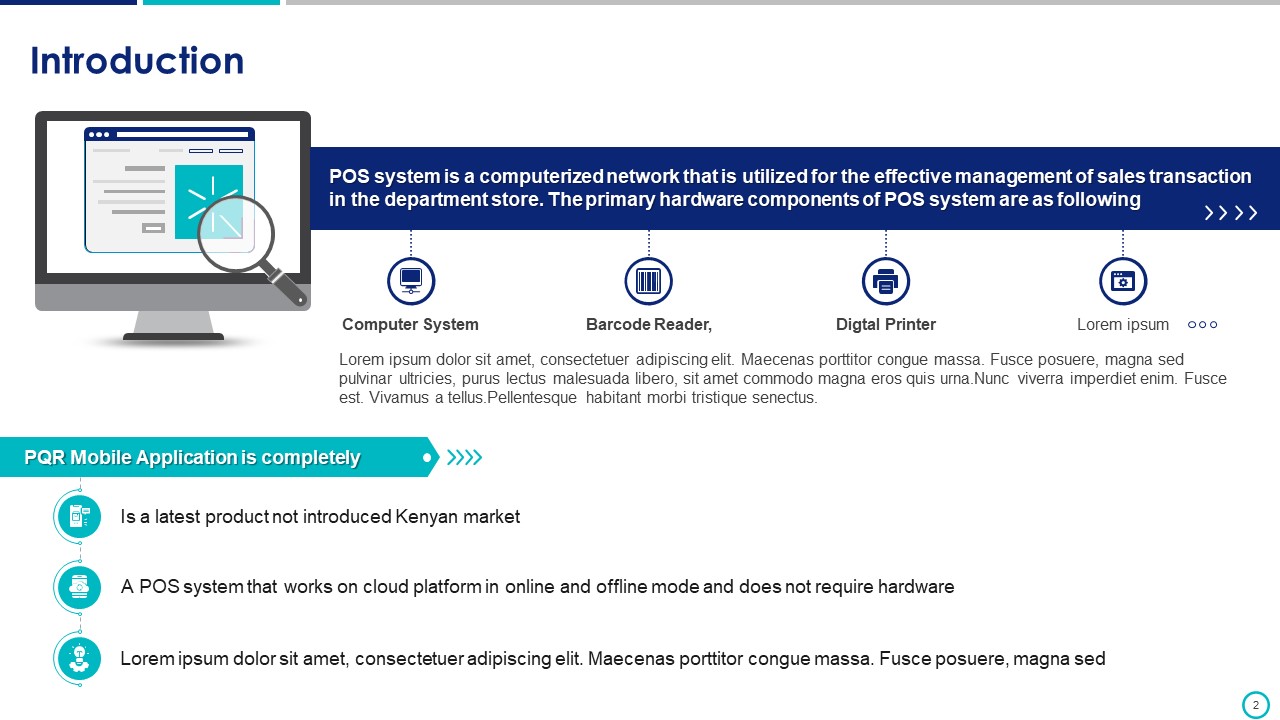 Introduction
POS system is a computerized network that is utilized for the effective management of sales transaction
in the department store. The primary hardware components of POS system are as following
Computer System
Barcode Reader,
Digtal Printer
Lorem ipsum
Lorem ipsum dolor sit amet, consectetuer adipiscing elit. Maecenas porttitor congue massa. Fusce posuere, magna sed
pulvinar ultricies, purus lectus malesuada libero, sit amet commodo magna eros quis urna.Nunc viverra imperdiet enim. Fusce
est. Vivamus a tellus.Pellentesque habitant morbi tristique senectus.
PQR Mobile Application is completely
Is a latest product not introduced Kenyan market
A POS system that works on cloud platform in online and offline mode and does not require hardware
Lorem ipsum dolor sit amet, consectetuer adipiscing elit. Maecenas porttitor congue massa. Fusce posuere, magna sed
2